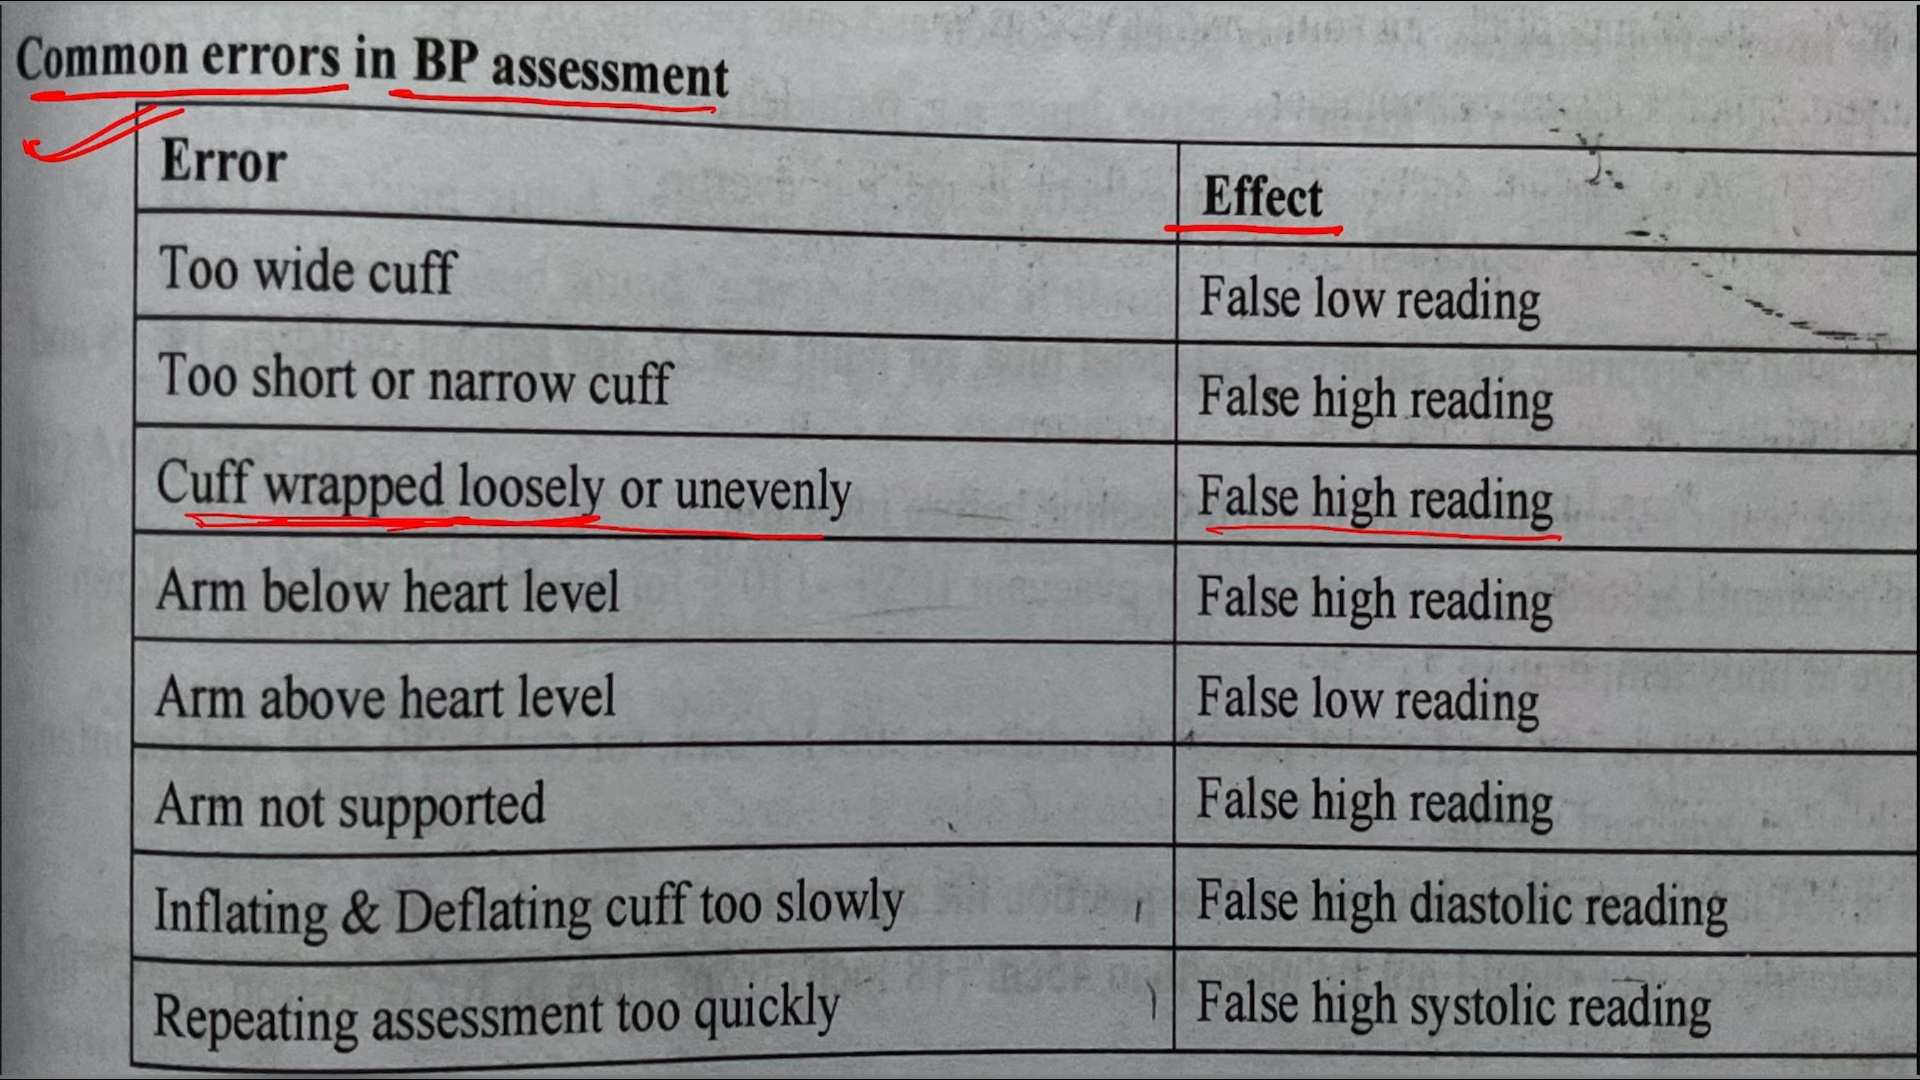 Common errors in BP assessment
Error Effect
Too wide cuff False low reading
Too short or narrow cuff False high reading
Cuff wrapped loosely or unevenly False high reading
Arm below heart level False high reading
Arm above heart level False low reading
Arm not supported False high reading
Inflating & Deflating cuff too slowly False high diastolic reading
Repeating assessment too quickly False high systolic reading